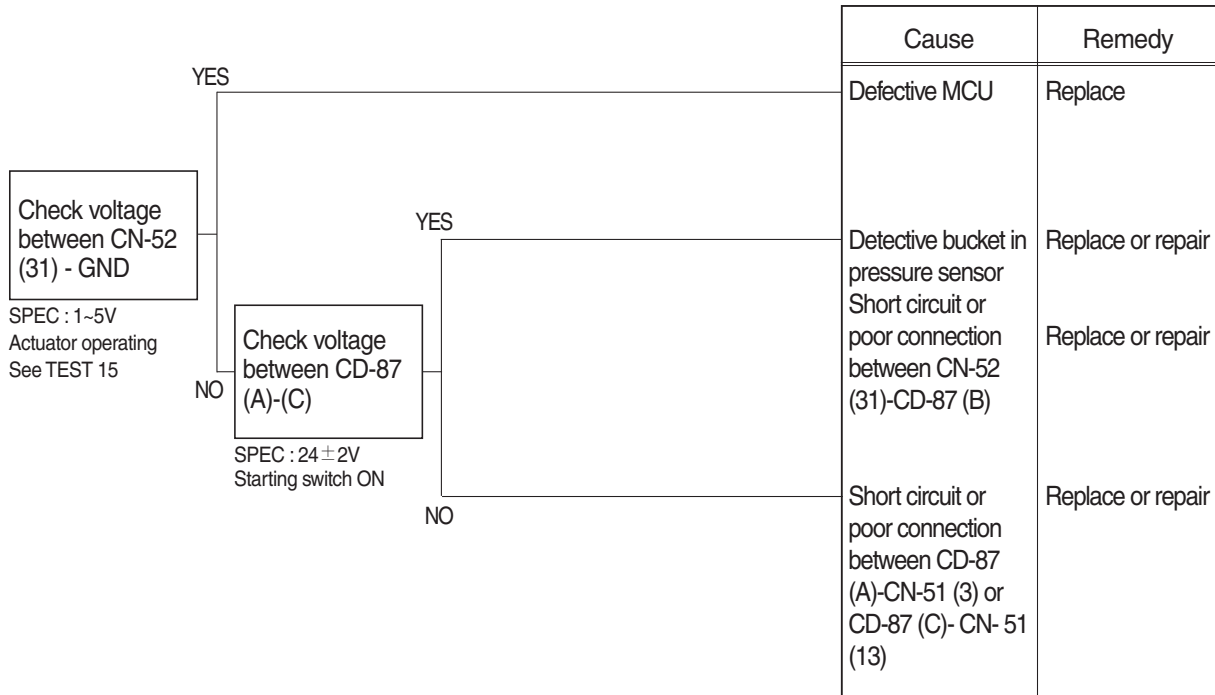 Cause
Remedy
YES
Defective MCU
Replace
Check voltage
between CN-52
(31) - GND
SPEC : 1~5V
Actuator operating
See TEST 15
YES
Detective bucket in
pressure sensor
Replace or repair
Short circuit or
poor connection
between CN-52
(31)-CD-87 (B)
Replace or repair
NO
Check voltage
between CD-87
(A)-(C)
SPEC : 24±2V
Starting switch ON
NO
Short circuit or
poor connection
between CD-87
(A)-CN-51 (3) or
CD-87 (C)- CN- 51
(13)
Replace or repair